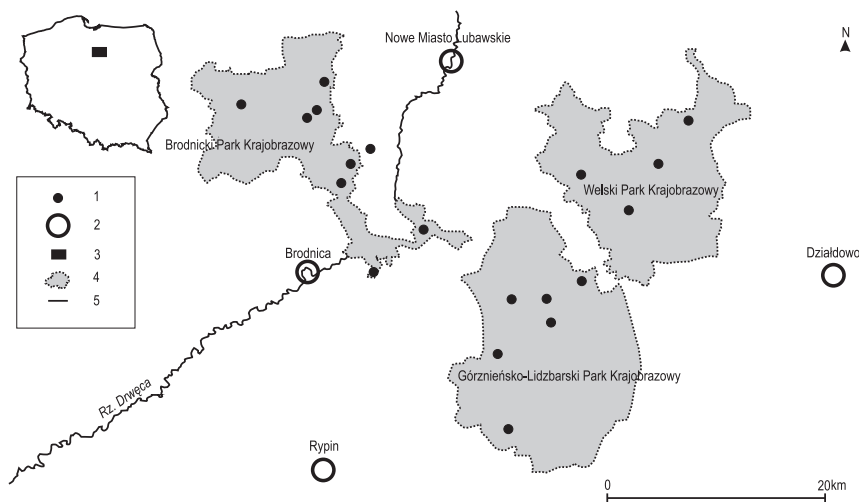 Nowe Miasto Lubawskie
N
Brodnicki Park Krajobrazowy
Welski Park Krajobrazowy
1
2
3
4
5
Brodnica
Działdowo
Górznieńsko-Lidzbarski Park Krajobrazowy
Rz. Drwęca
Rypin
0
20km